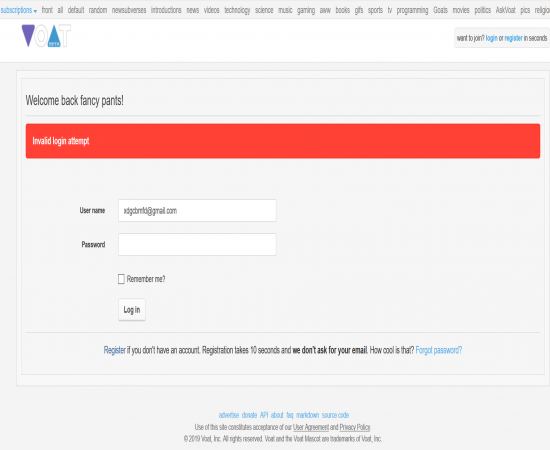 subscriptions front all default random newsubverses introductions news videos technology science music gaming aww books gifs sports tv programming Goats movies politics AskVoat pics religio
VOAT
want to join? login or register in seconds
Welcome back fancy pants!
Invalid login attempt
User name xdgcbmfd@gmail.com
Password
Remember me?
Log in
Register if you don't have an account. Registration takes 10 seconds and we don't ask for your email. How cool is that? Forgot password?
advertise donate API about faq markdown source code
Use of this site constitutes acceptance of our User Agreement and Privacy Policy.
© 2019 Voat, Inc. All rights reserved. Voat and the Voat Mascot are trademarks of Voat, Inc.